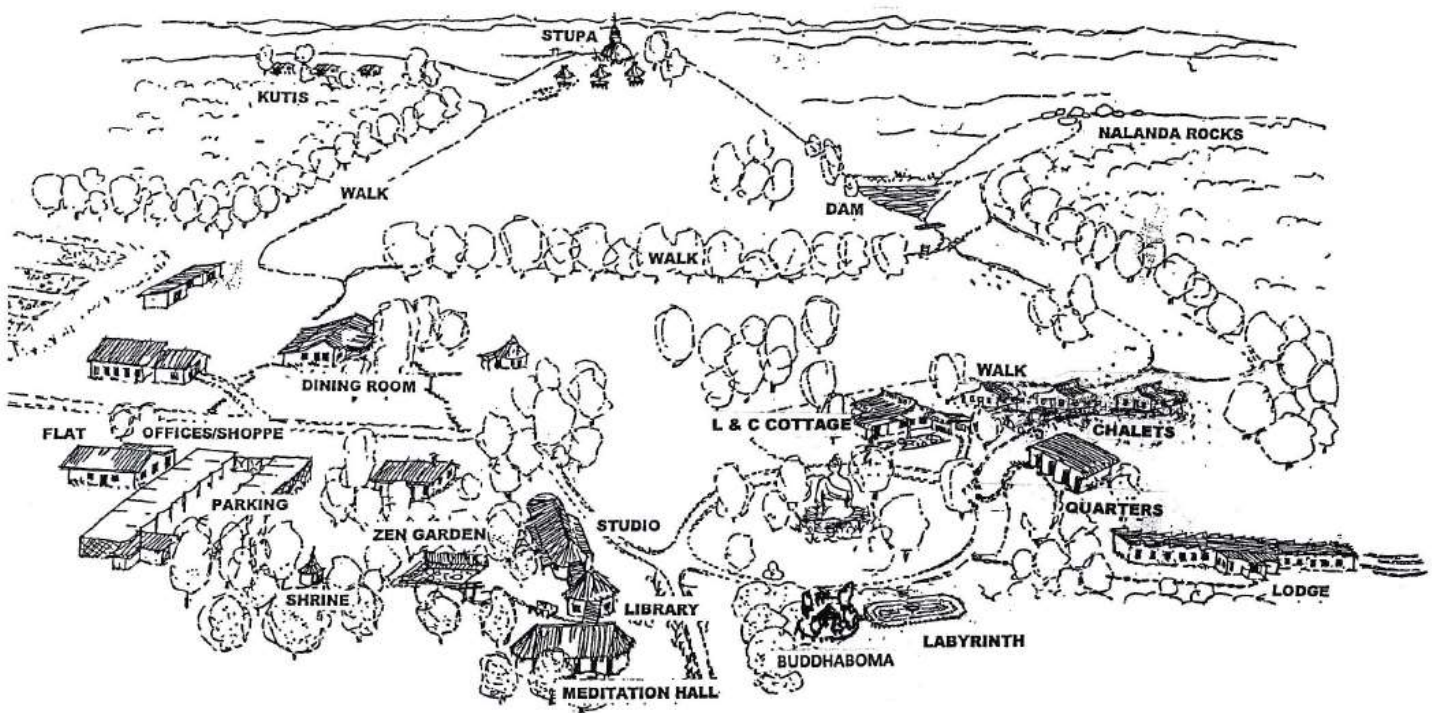 STUPA
KUTIS
NALANDA ROCKS
WALK
DAM
WALK
DINING ROOM
WALK
FLAT
OFFICES/SHOPPE
L & C COTTAGE
CHALETS
PARKING
QUARTERS
ZEN GARDEN
STUDIO
SHRINE
LIBRARY
LODGE
LABYRINTH
BUDDHABOMA
MEDITATION HALL